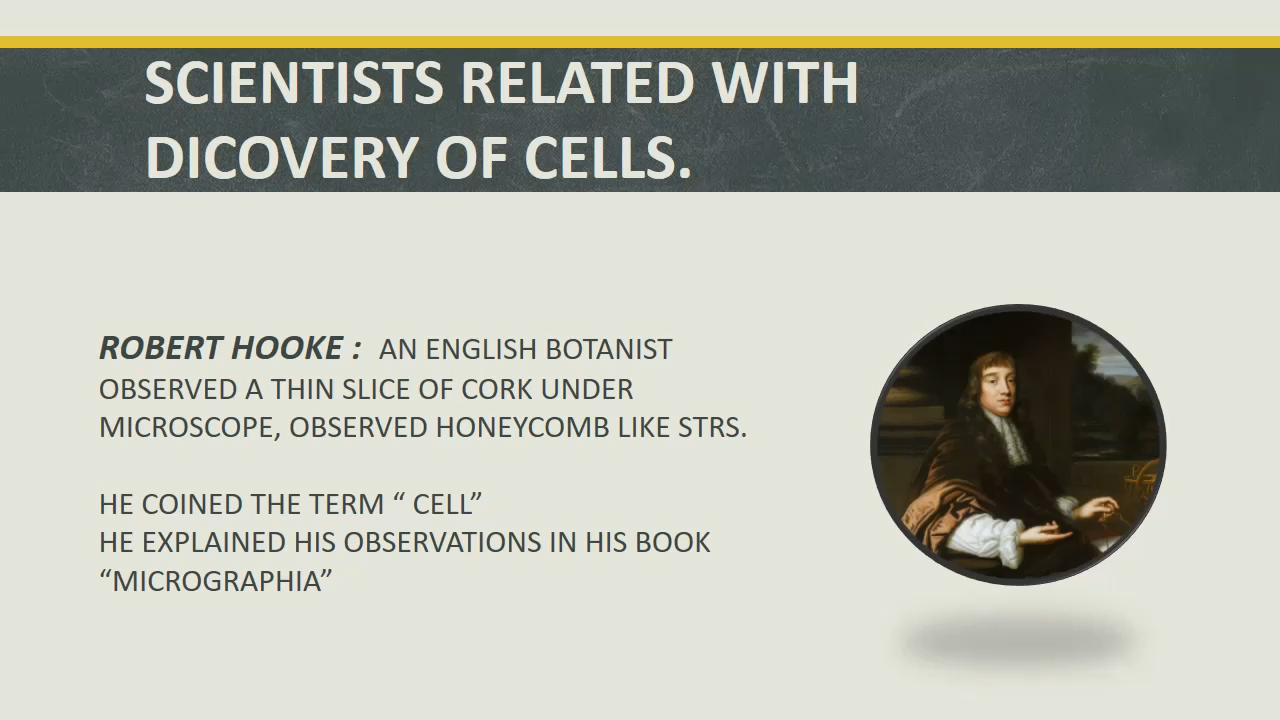 SCIENTISTS RELATED WITH
DICOVERY OF CELLS.
ROBERT HOOKE : AN ENGLISH BOTANIST
OBSERVED A THIN SLICE OF CORK UNDER
MICROSCOPE, OBSERVED HONEYCOMB LIKE STRS.
HE COINED THE TERM “ CELL”
HE EXPLAINED HIS OBSERVATIONS IN HIS BOOK
“MICROGRAPHIA”